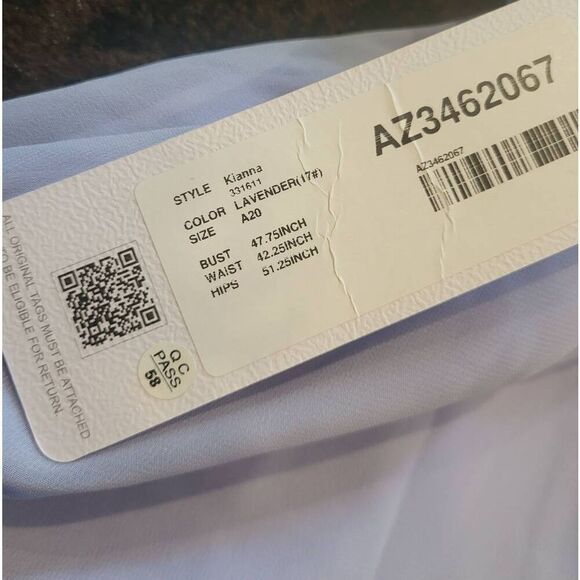 AZ3462067
AZ3462067
STYLE Kianna
331611
COLOR LAVENDER(17#)
SIZE A20
BUST 47.75INCH
WAIST 42.25INCH
HIPS 51.25INCH
Q.C
PASS
58
ALL ORIGINAL TAGS MUST BE ATTACHED
TO BE ELIGIBLE FOR RETURN.